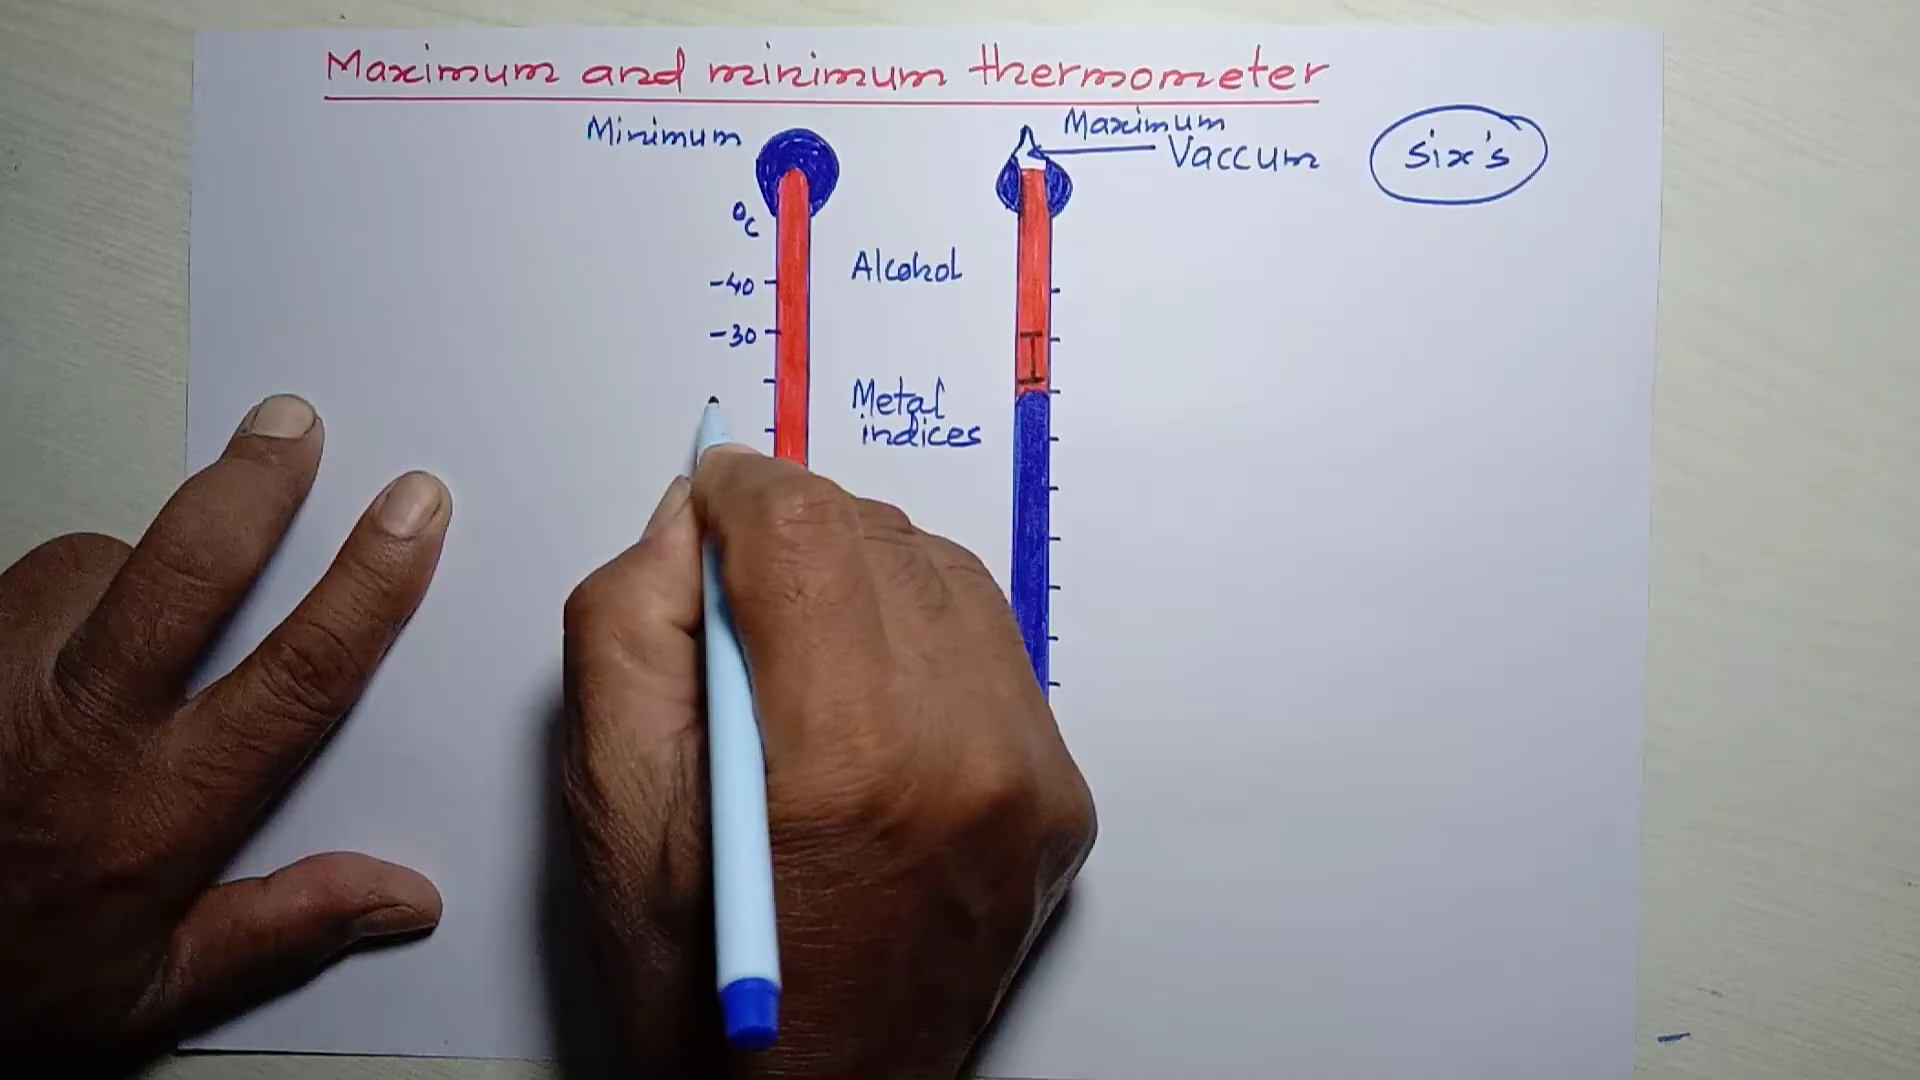 Maximum and minimum thermometer
Minimum
Maximum
Vaccum
Six's
°C
Alcohol
-40
-30
Metal
indices